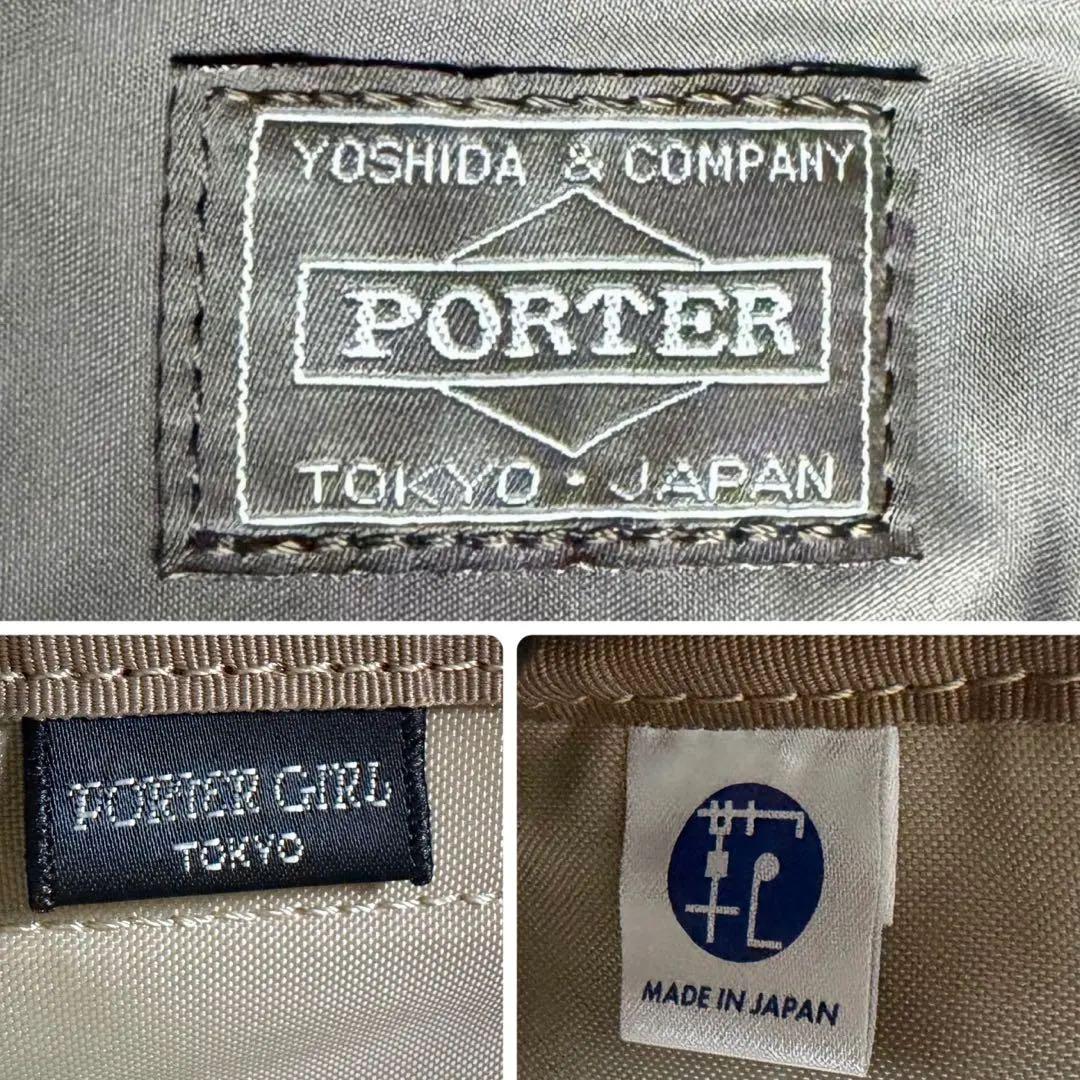 YOSHIDA & COMPANY
PORTER
TOKYO · JAPAN
PORTER GIRL
TOKYO
MADE IN JAPAN